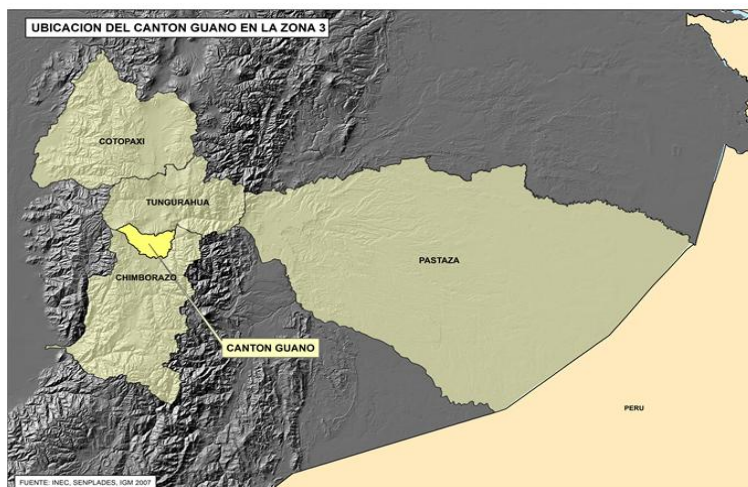 UBICACION DEL CANTON GUANO EN LA ZONA 3
COTOPAXI
TUNGURAHUA
PASTAZA
CHIMBORAZO
CANTON GUANO
PERU
FUENTE: INEC, SENPLADES, IGM 2007